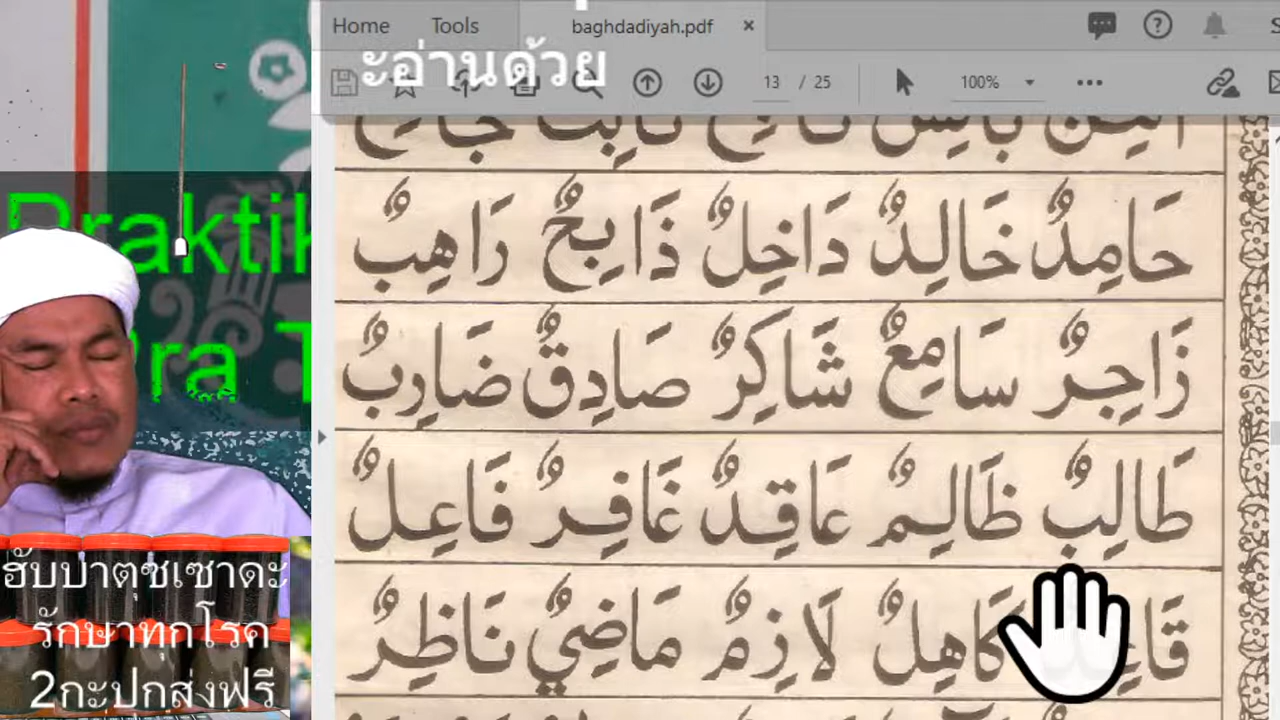 Home Tools baghdadiyah.pdf
ะอ่านด้วย
13 / 25 100%
Praktik
Pra T
حَامِدٌ خَالِدٌ دَاخِلٌ ذَابِحٌ رَاهِبٌ
زَاجِرٌ سَامِعٌ شَاكِرٌ صَادِقٌ ضَارِبٌ
طَالِبٌ ظَالِمٌ عَاقِدٌ غَافِرٌ فَاعِلٌ
كَاهِلٌ لَازِمٌ مَاضِيٌ نَاظِرٌ
ฮับบาตุซเซาดะ
รักษาทุกโรค
2กะปุกส่งฟรี